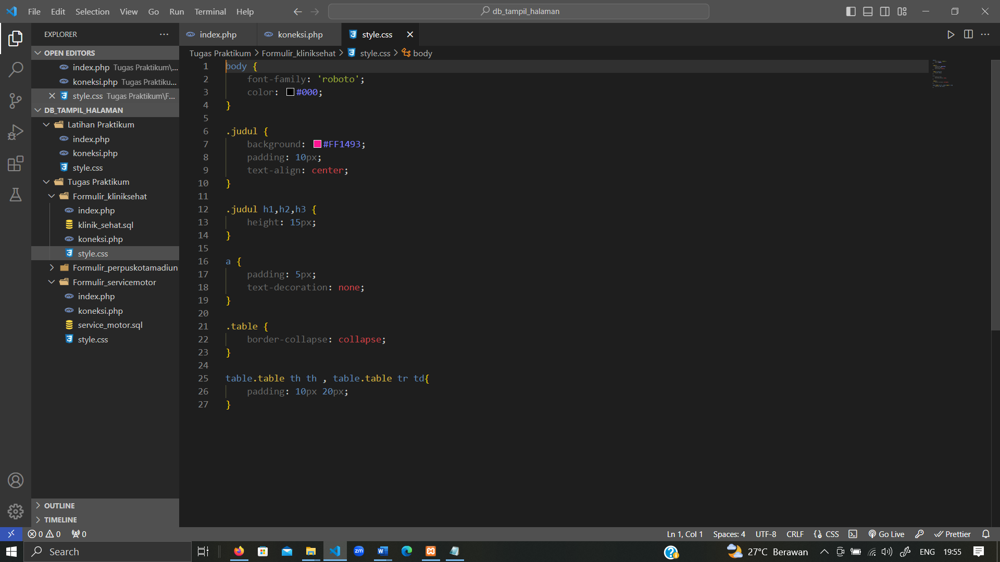 File Edit Selection View Go Run Terminal Help
db_tampil_halaman
EXPLORER
index.php
koneksi.php
style.css
OPEN EDITORS
index.php Tugas Praktikum\...
koneksi.php Tugas Praktiku...
style.css Tugas Praktikum\F...
DB_TAMPIL_HALAMAN
Latihan Praktikum
index.php
koneksi.php
style.css
Tugas Praktikum
Formulir_kliniksehat
index.php
klinik_sehat.sql
koneksi.php
style.css
Formulir_perpuskotamadiun
Formulir_servicemotor
index.php
koneksi.php
service_motor.sql
style.css
OUTLINE
TIMELINE
Tugas Praktikum > Formulir_kliniksehat > style.css > body
1 body {
2 font-family: 'roboto';
3 color: #000;
4 }
5
6 .judul {
7 background: #FF1493;
8 padding: 10px;
9 text-align: center;
10 }
11
12 .judul h1,h2,h3 {
13 height: 15px;
14 }
15
16 a {
17 padding: 5px;
18 text-decoration: none;
19 }
20
21 .table {
22 border-collapse: collapse;
23 }
24
25 table.table th th , table.table tr td{
26 padding: 10px 20px;
27 }
0 0 0
Ln 1, Col 1 Spaces: 4 UTF-8 CRLF CSS Go Live Prettier
Search
zm
27°C Berawan
ENG 19:55